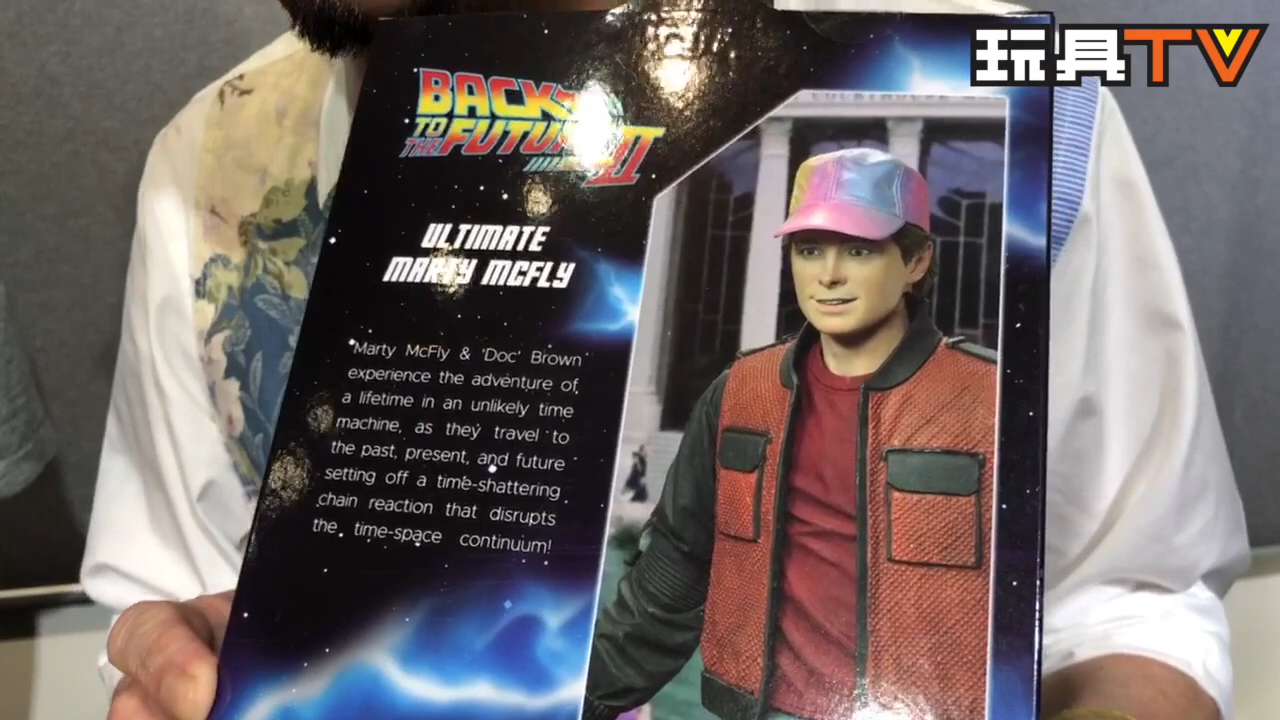 玩具TV
BACK
TO
THE FUTURE II
ULTIMATE
MARTY MCFLY
Marty McFly & 'Doc' Brown
experience the adventure of
a lifetime in an unlikely time
machine, as they travel to
the past, present, and future
setting off a time-shattering
chain reaction that disrupts
the time-space continuum!